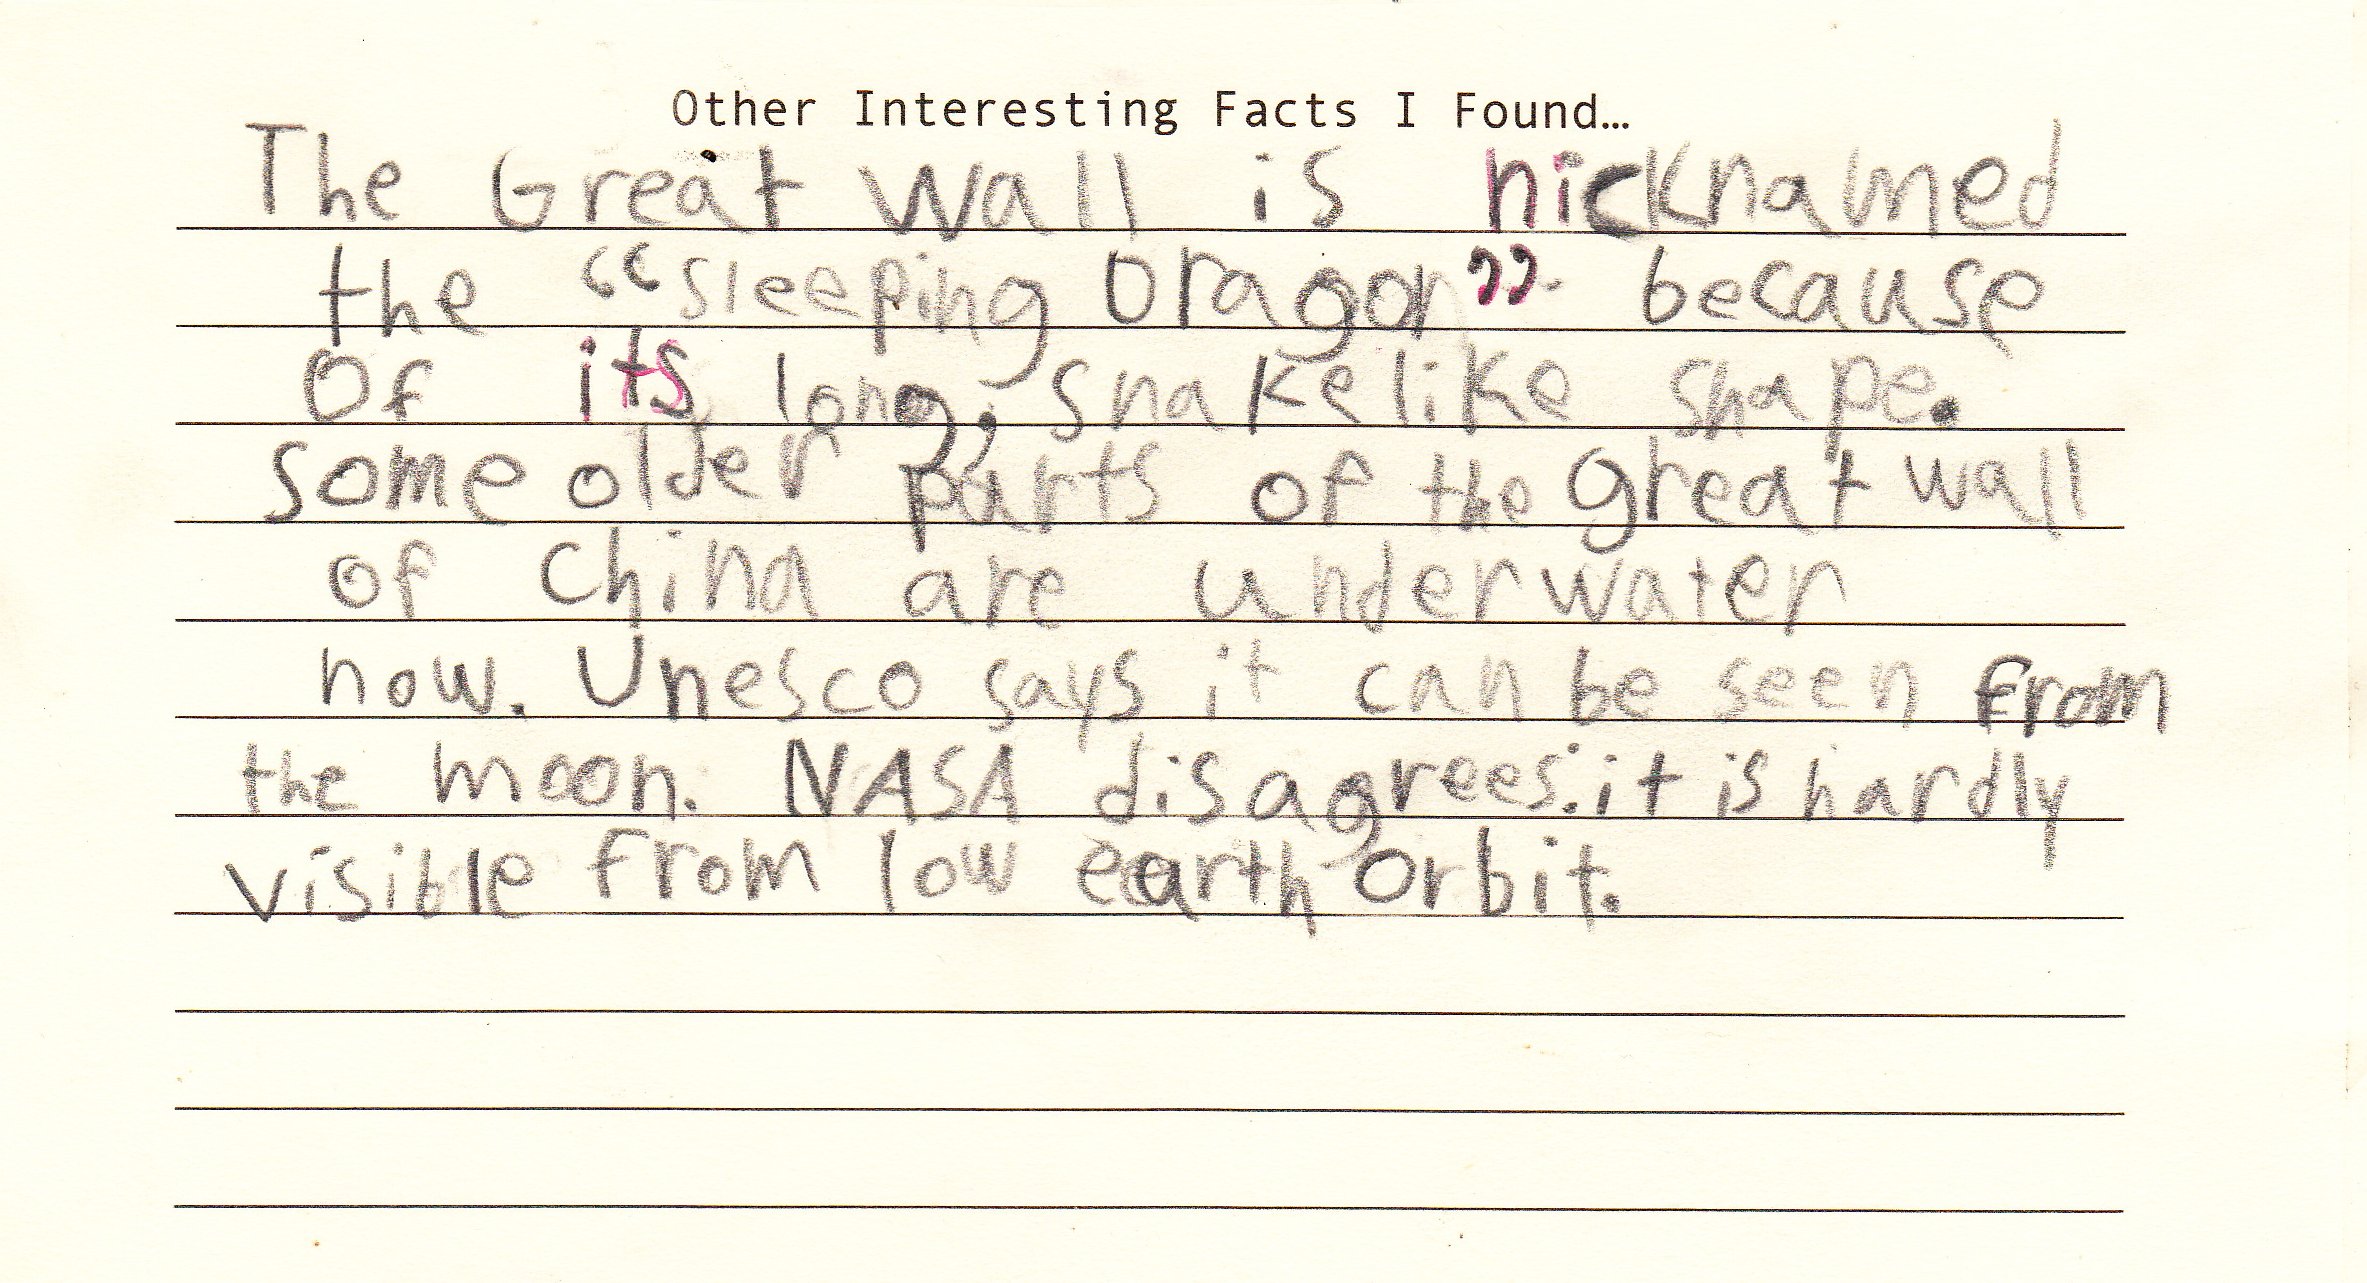 Other Interesting Facts I Found…
The Great Wall is nicknamed
the “sleeping Dragon” because
Of its long, snakelike shape.
some older parts of the great wall
of China are underwater
now. Unesco says it can be seen from
the moon. NASA disagrees: it is hardly
visible from low earth orbit.